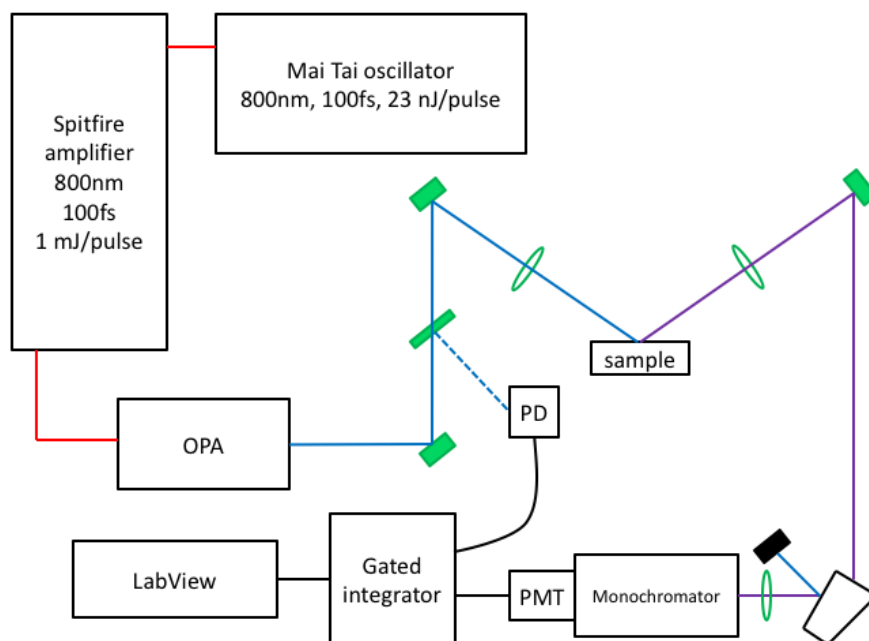 Mai Tai oscillator
800nm, 100fs, 23 nJ/pulse
Spitfire
amplifier
800nm
100fs
1 mJ/pulse
sample
PD
OPA
LabView
Gated
integrator
PMT
Monochromator